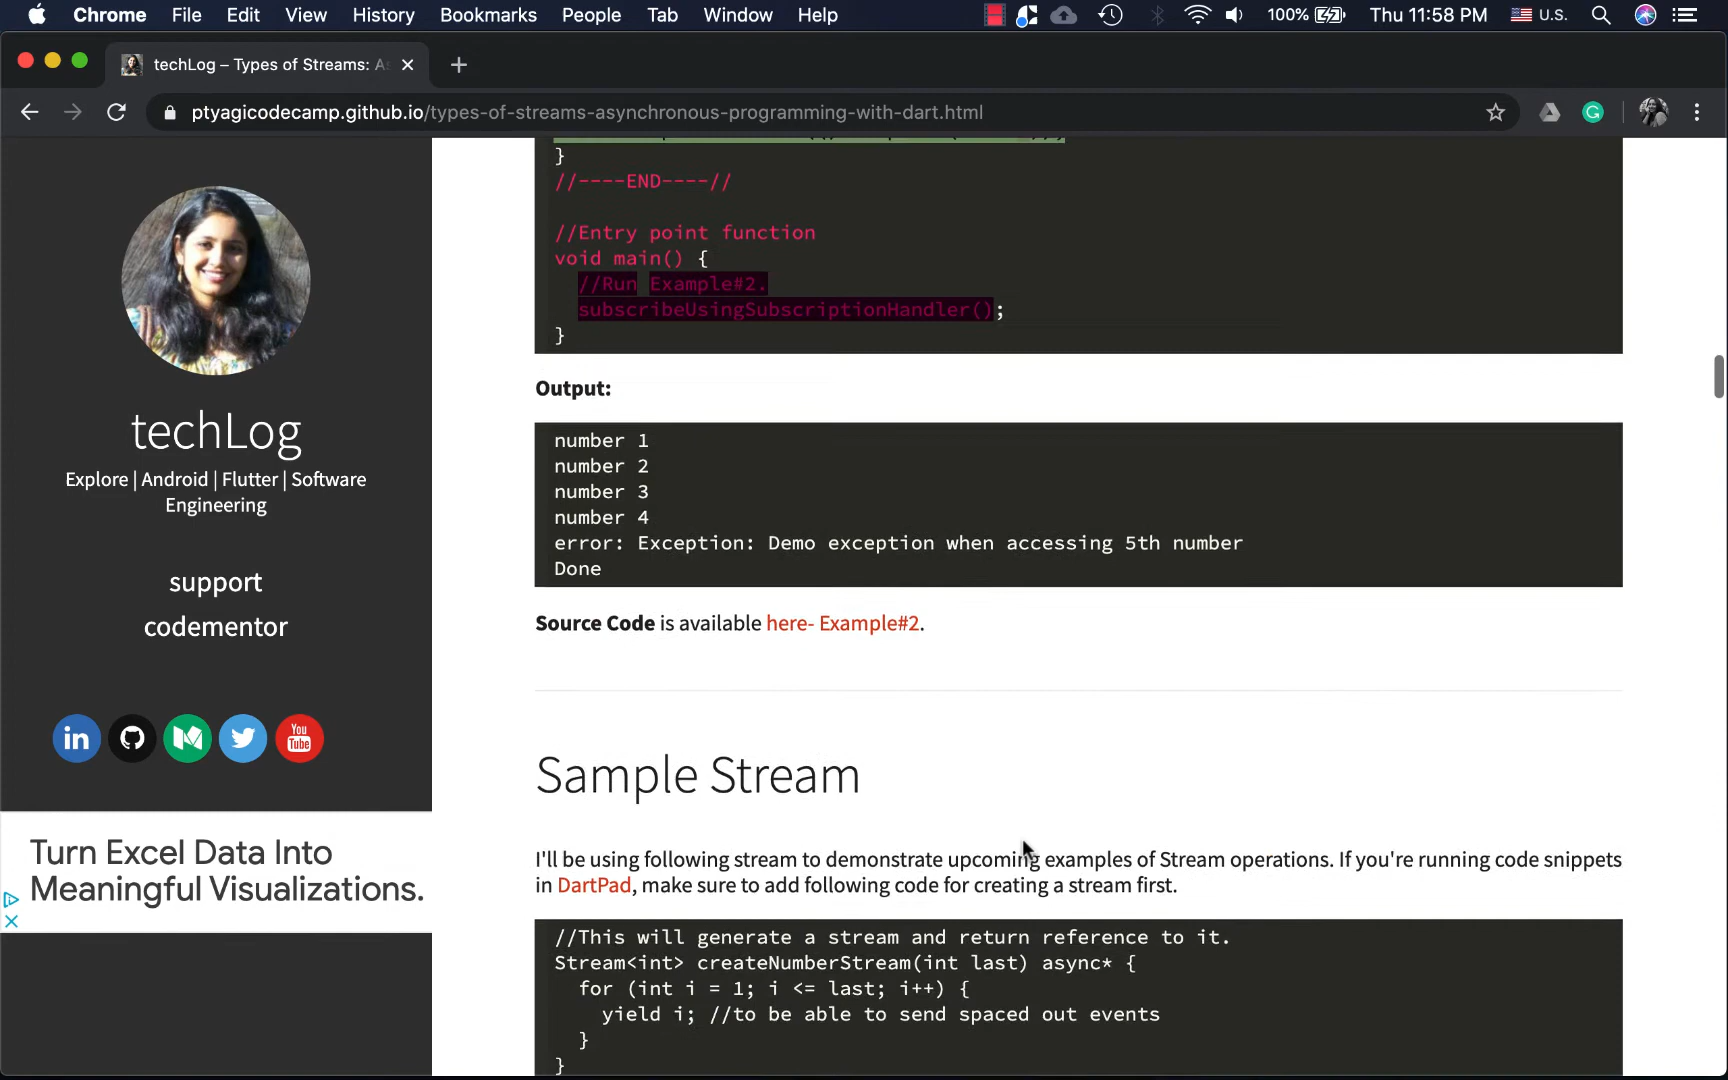 Chrome File Edit View History Bookmarks People Tab Window Help 100% Thu 11:58 PM U.S.
techLog – Types of Streams: A
ptyagicodecamp.github.io/types-of-streams-asynchronous-programming-with-dart.html
techLog
Explore | Android | Flutter | Software
Engineering
support
codementor
in
You
Tube
Turn Excel Data Into
Meaningful Visualizations.
}
//----END----//
//Entry point function
void main() {
//Run Example#2.
subscribeUsingSubscriptionHandler();
}
Output:
number 1
number 2
number 3
number 4
error: Exception: Demo exception when accessing 5th number
Done
Source Code is available here- Example#2.
Sample Stream
I'll be using following stream to demonstrate upcoming examples of Stream operations. If you're running code snippets
in DartPad, make sure to add following code for creating a stream first.
//This will generate a stream and return reference to it.
Stream<int> createNumberStream(int last) async* {
for (int i = 1; i <= last; i++) {
yield i; //to be able to send spaced out events
}
}